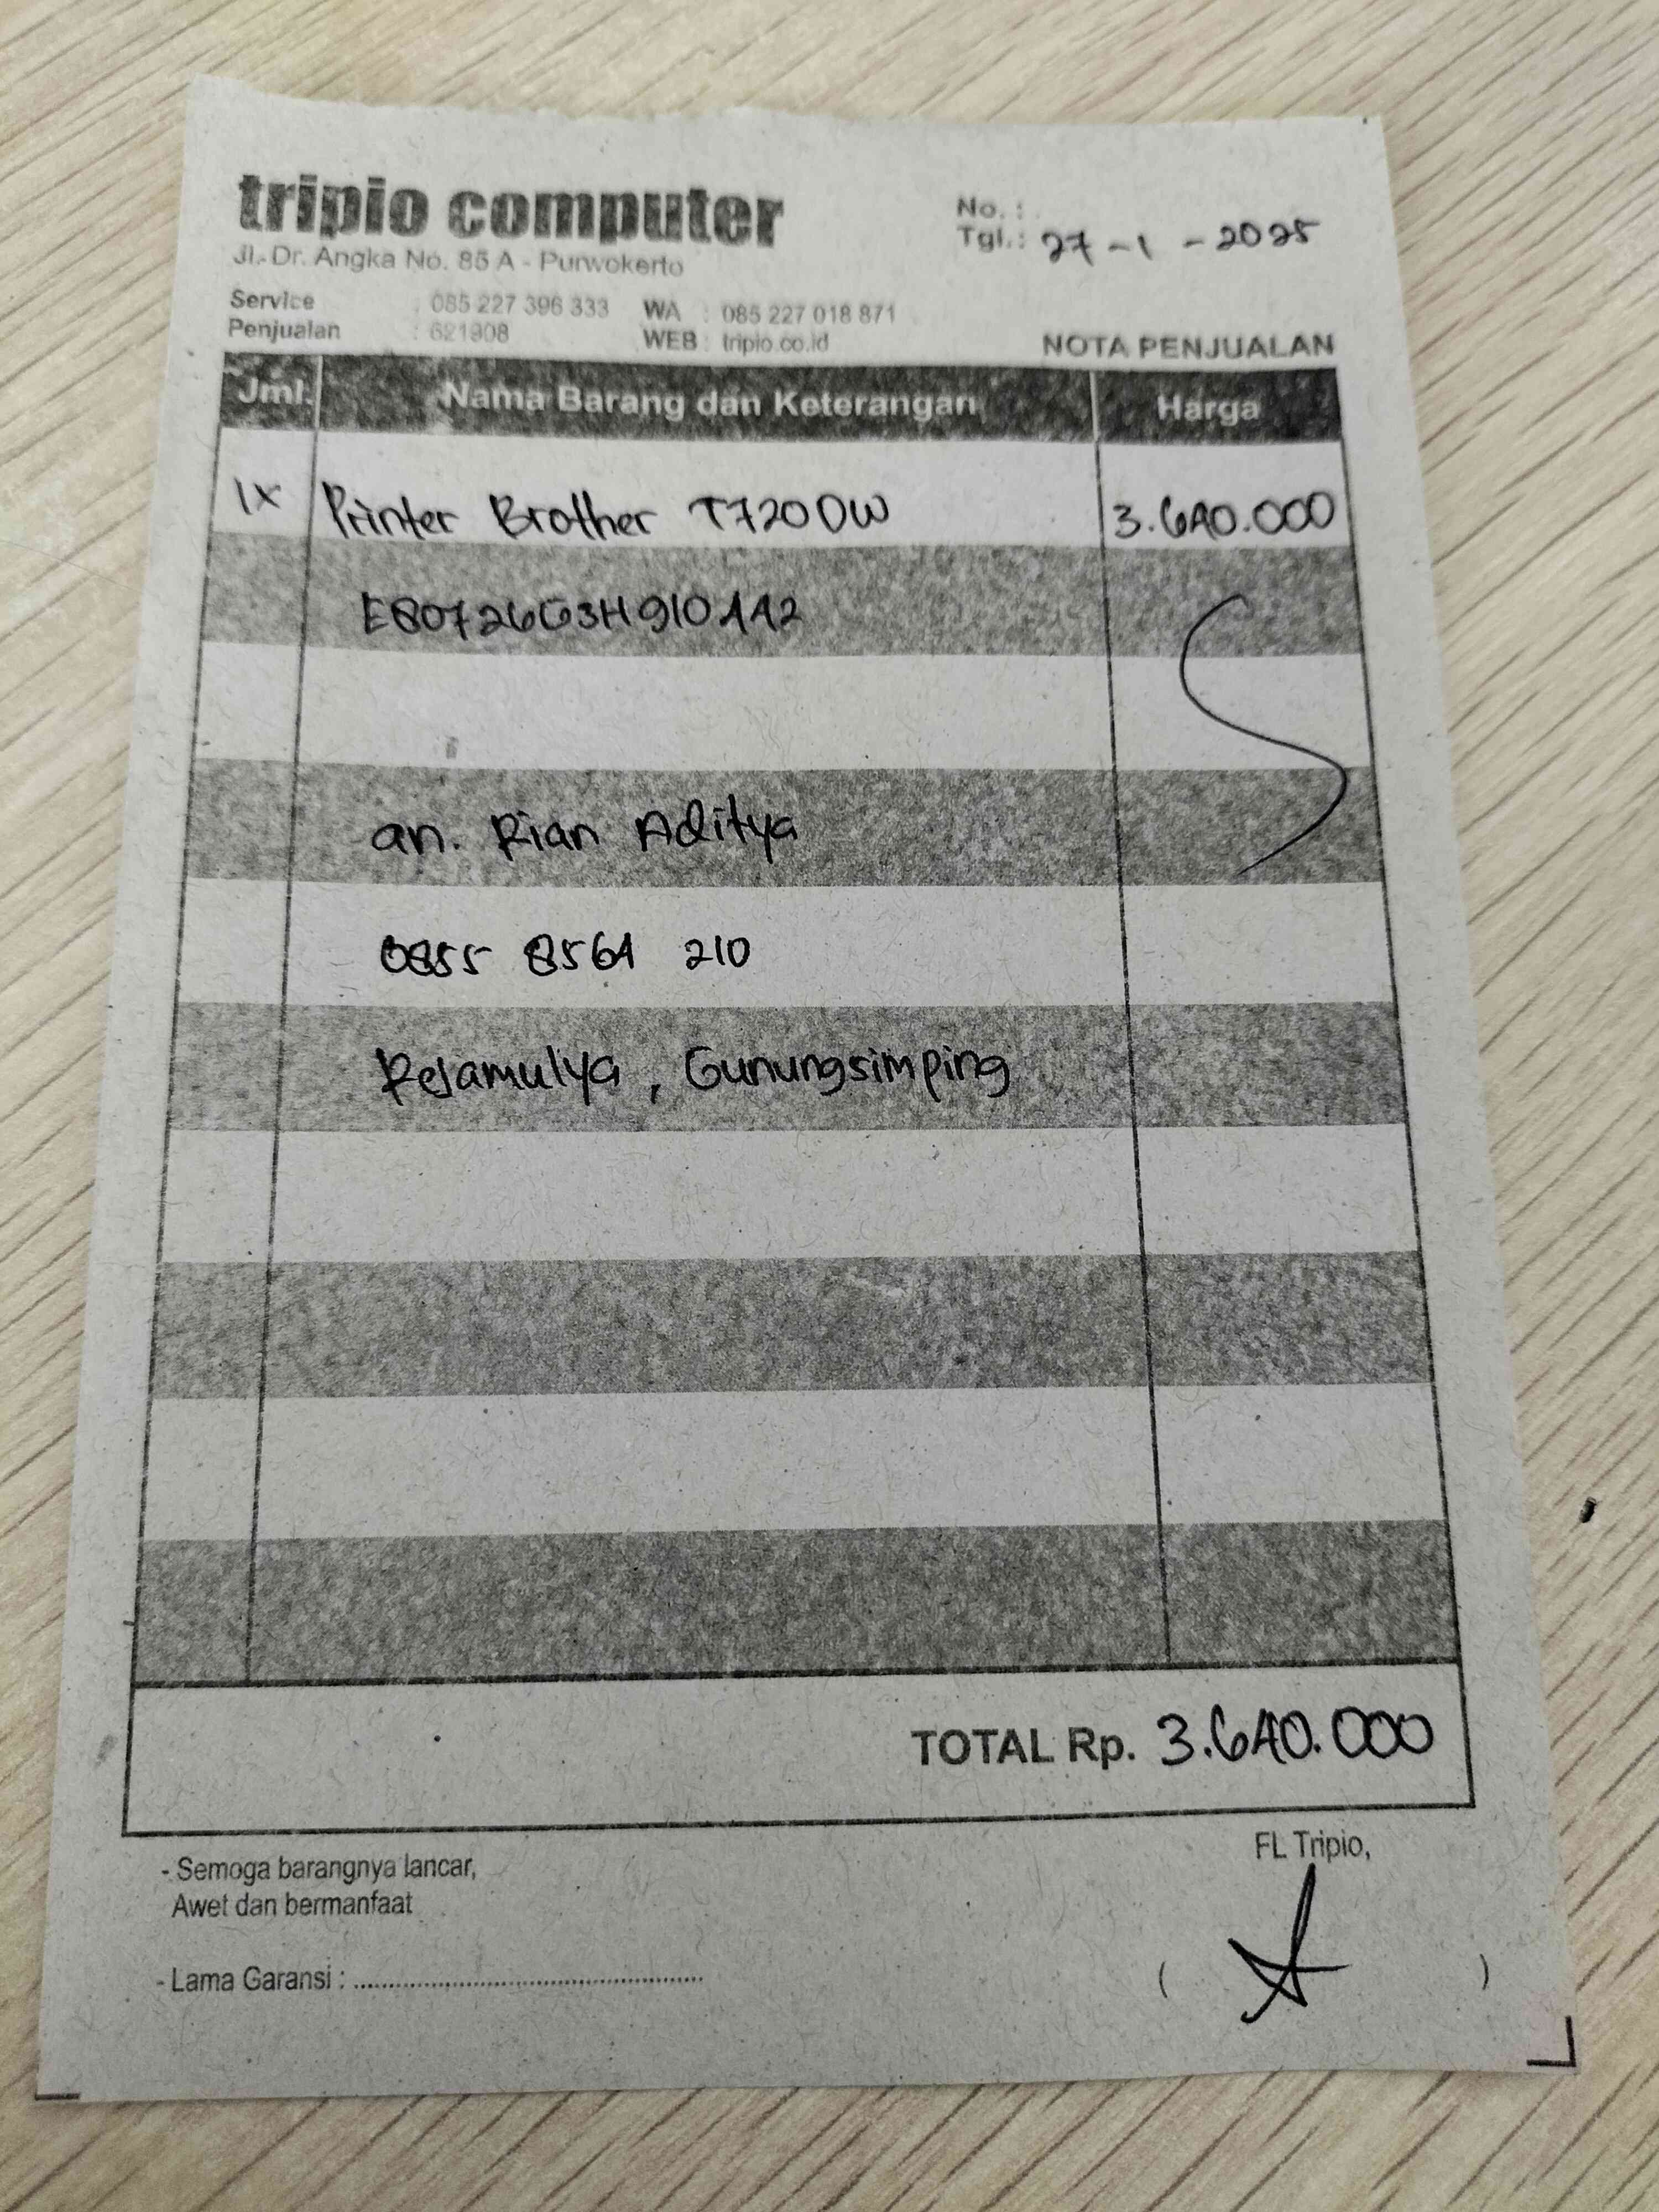 tripio computer
Jl. Dr. Angka No. 85 A - Purwokerto
No. :
Tgl. : 27 - 1 - 2025
Service : 085 227 396 333 WA : 085 227 018 871
Penjualan : 621908 WEB : tripio.co.id
NOTA PENJUALAN
Jml. Nama Barang dan Keterangan Harga
1x Printer Brother T720DW 3.640.000
E80726G3H910442
an. Rian Aditya
0855 8564 210
Rejamulya, Gunungsimping
TOTAL Rp. 3.640.000
- Semoga barangnya lancar,
Awet dan bermanfaat
- Lama Garansi : ..................................................
FL Tripio,
( )